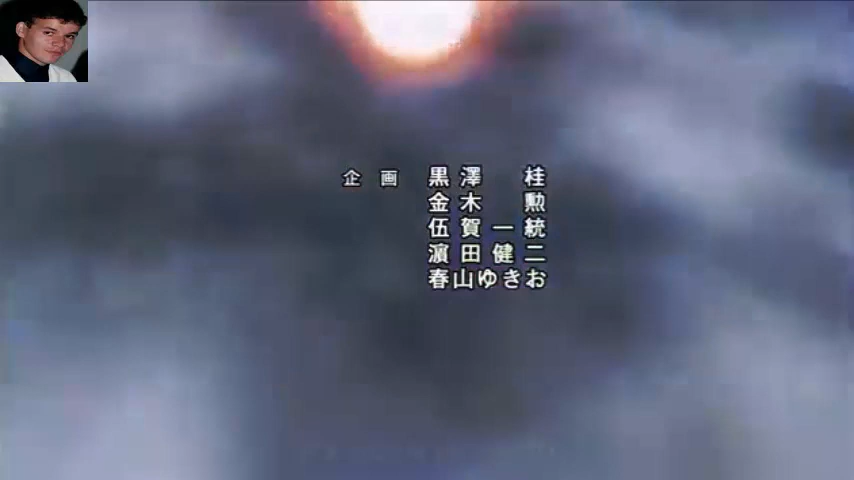 企画 黒澤 桂
金木 勲
伍賀一統
濵田健二
春山ゆきお